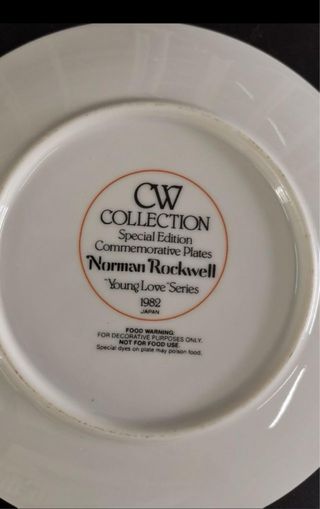 CW
COLLECTION
Special Edition
Commemorative Plates
Norman Rockwell
"Young Love" Series
1982
JAPAN
FOOD WARNING:
FOR DECORATIVE PURPOSES ONLY.
NOT FOR FOOD USE.
Special dyes on plate may poison food.